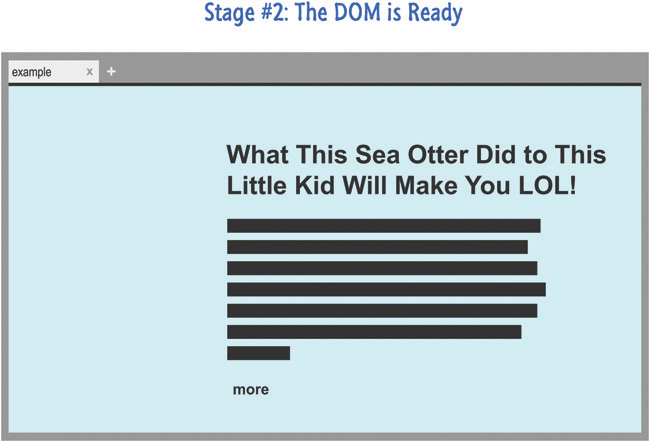 Stage #2: The DOM is Ready
example x +
What This Sea Otter Did to This
Little Kid Will Make You LOL!
more